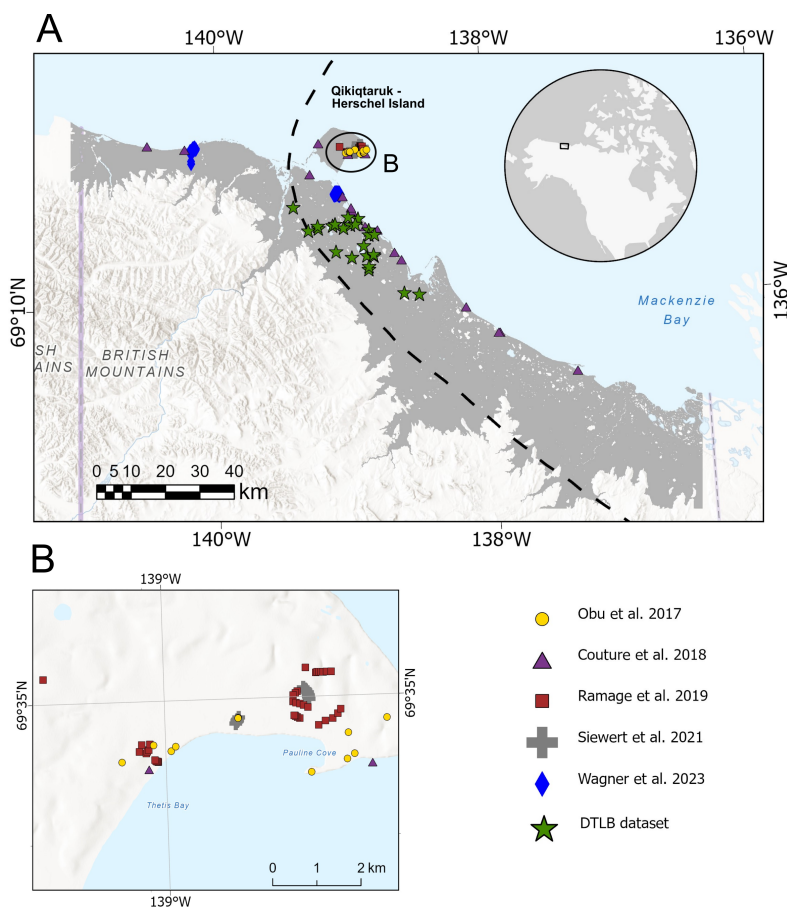 A
140°W
138°W
136°W
Qikiqtaruk -
Herschel Island
B
69°10'N
136°W
Mackenzie
Bay
SH
AINS
BRITISH
MOUNTAINS
0 5 10 20 30 40
km
140°W
138°W
B
139°W
69°35'N
69°35'N
Pauline Cove
Thetis Bay
0 1 2 km
139°W
Obu et al. 2017
Couture et al. 2018
Ramage et al. 2019
Siewert et al. 2021
Wagner et al. 2023
DTLB dataset